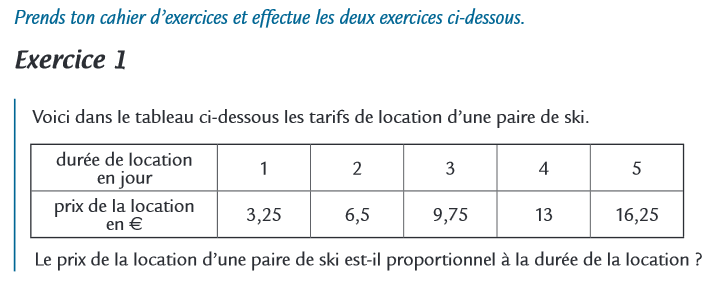 Prends ton cahier d'exercices et effectue les deux exercices ci-dessous.
Exercice 1
Voici dans le tableau ci-dessous les tarifs de location d'une paire de ski.
durée de location en jour 1 2 3 4 5
prix de la location en € 3,25 6,5 9,75 13 16,25
Le prix de la location d'une paire de ski est-il proportionnel à la durée de la location ?